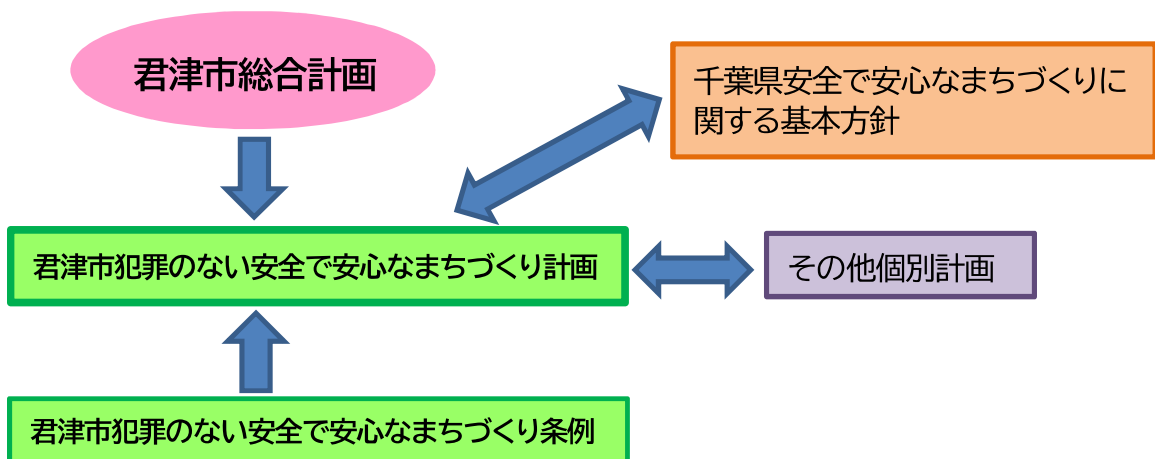 君津市総合計画
千葉県安全で安心なまちづくりに
関する基本方針
君津市犯罪のない安全で安心なまちづくり計画
その他個別計画
君津市犯罪のない安全で安心なまちづくり条例